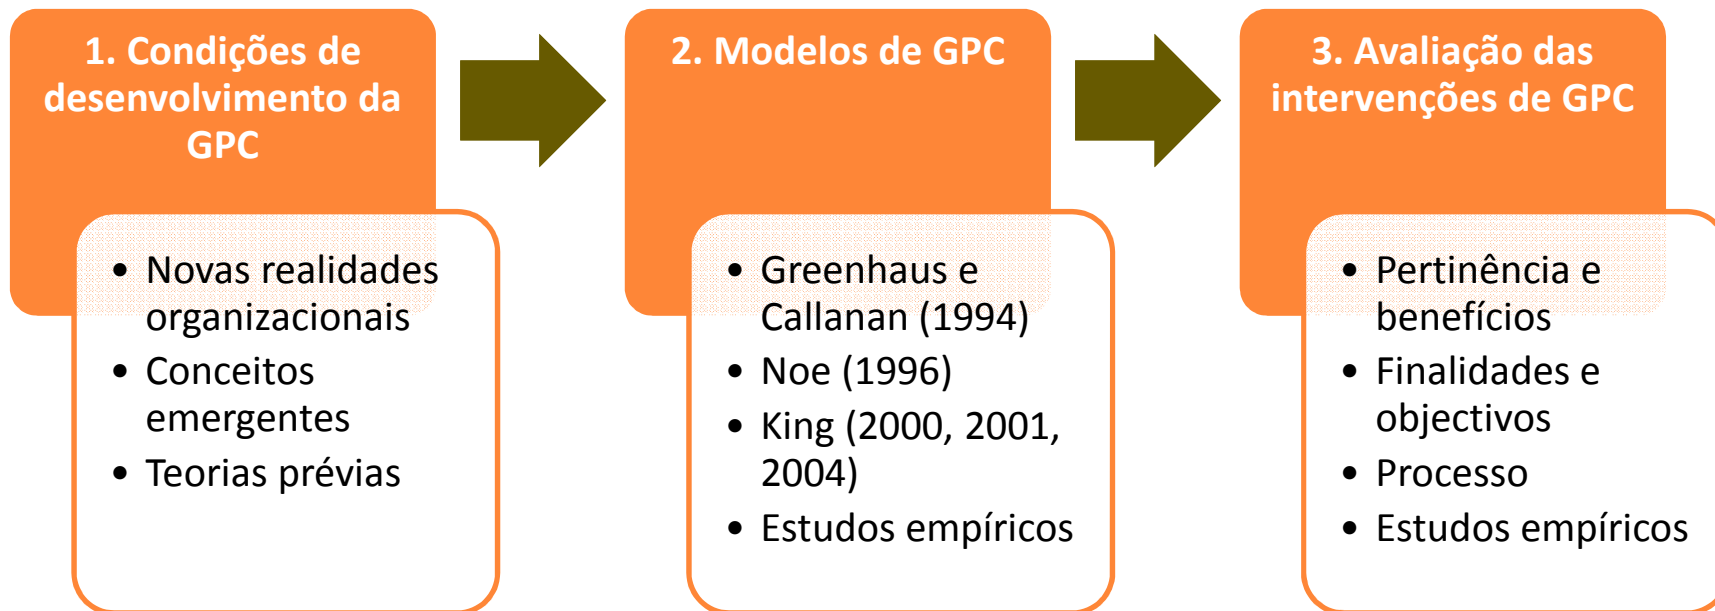 1. Condições de
desenvolvimento da
GPC
• Novas realidades
organizacionais
• Conceitos
emergentes
• Teorias prévias
2. Modelos de GPC
• Greenhaus e
Callanan (1994)
• Noe (1996)
• King (2000, 2001,
2004)
• Estudos empíricos
3. Avaliação das
intervenções de GPC
• Pertinência e
benefícios
• Finalidades e
objectivos
• Processo
• Estudos empíricos